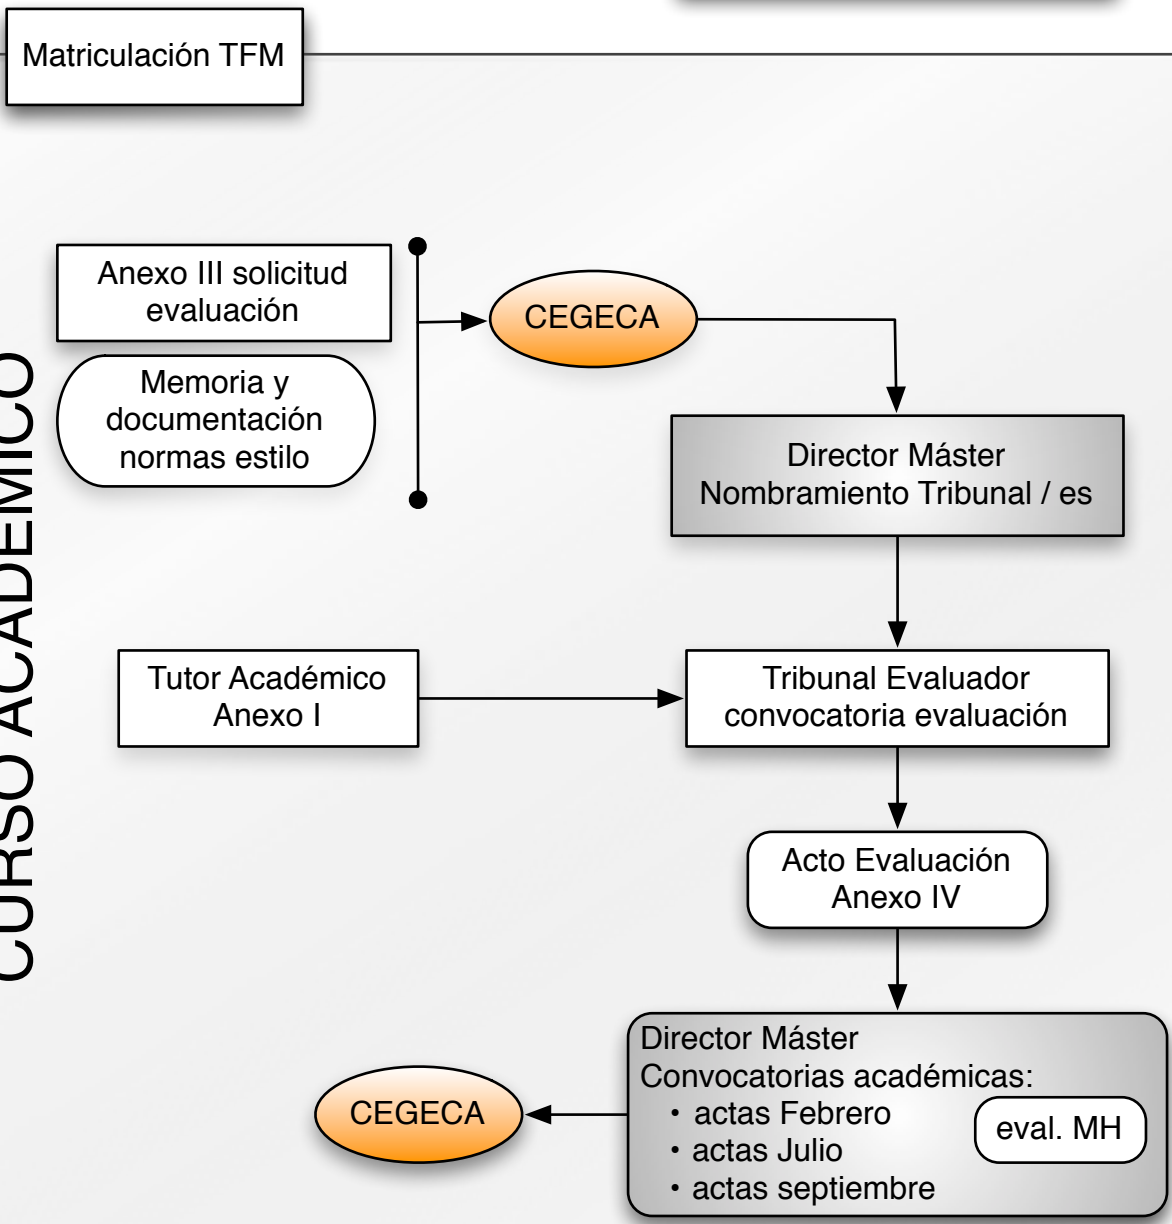 Matriculación TFM
Anexo III solicitud
evaluación
CEGECA
Memoria y
documentación
normas estilo
Director Máster
Nombramiento Tribunal / es
CURSO ACADEMICO
Tutor Académico
Anexo I
Tribunal Evaluador
convocatoria evaluación
Acto Evaluación
Anexo IV
Director Máster
Convocatorias académicas:
• actas Febrero
• actas Julio
• actas septiembre
eval. MH
CEGECA